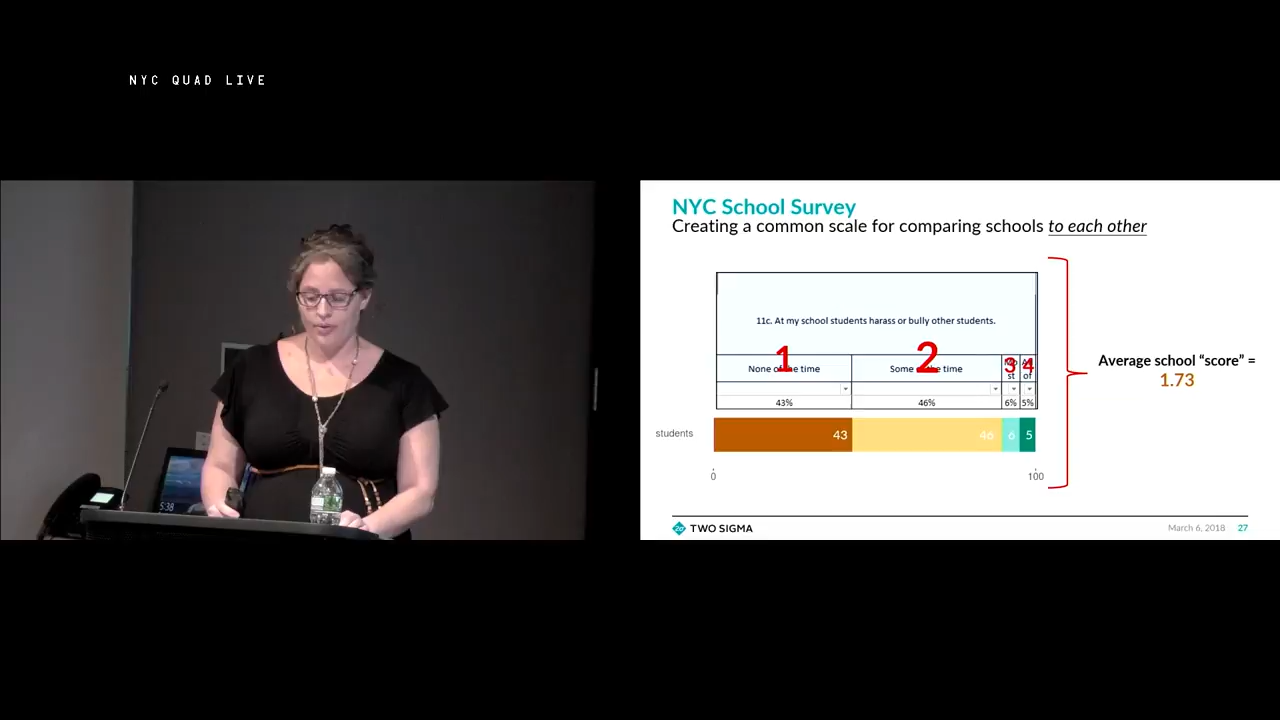 NYC QUAD LIVE
NYC School Survey
Creating a common scale for comparing schools to each other
11c. At my school students harass or bully other students.
1
2
3
4
None of the time
Some of the time
43%
46%
6%
5%
Average school “score” =
1.73
students
43
46
6
5
0
100
TWO SIGMA
March 6, 2018
27
5:38